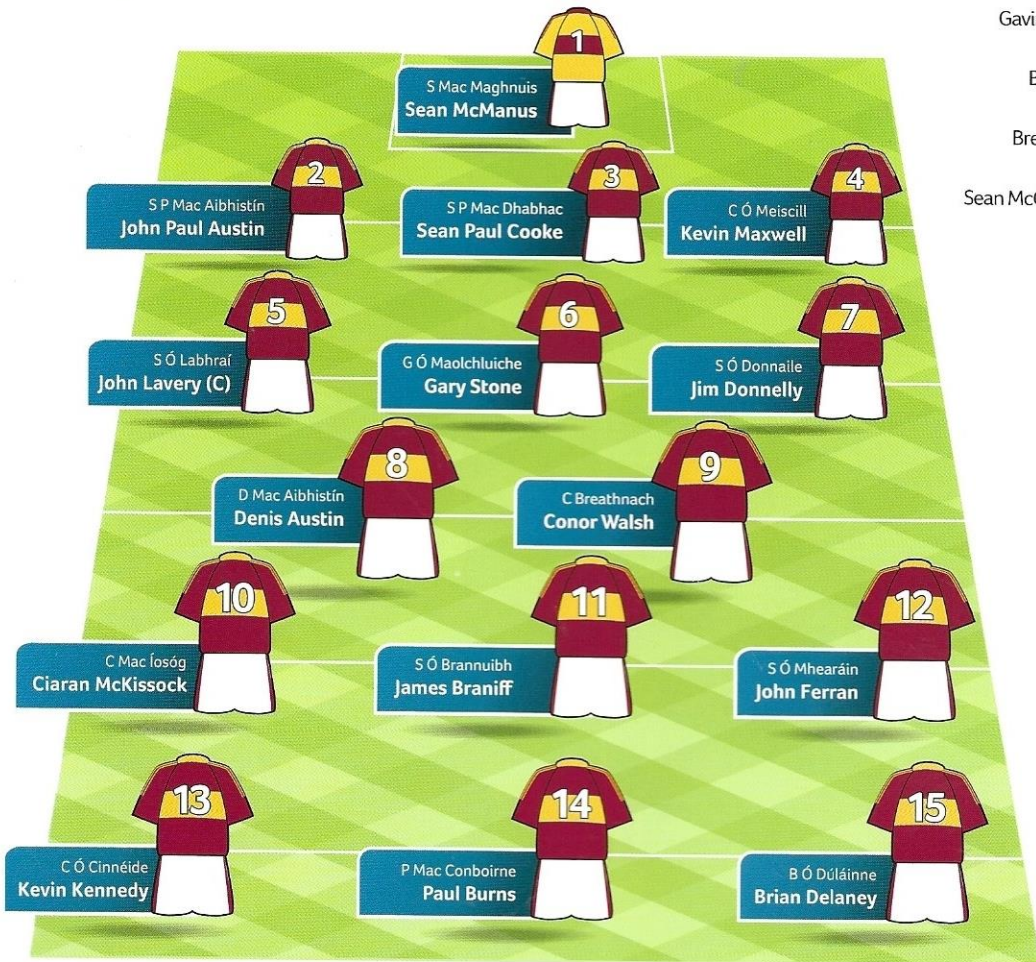 1
S Mac Maghnuis
Sean McManus
2
S P Mac Aibhistín
John Paul Austin
3
S P Mac Dhabhac
Sean Paul Cooke
4
C Ó Meiscill
Kevin Maxwell
5
S Ó Labhraí
John Lavery (C)
6
G Ó Maolchluiche
Gary Stone
7
S Ó Donnaile
Jim Donnelly
8
D Mac Aibhistín
Denis Austin
9
C Breathnach
Conor Walsh
10
C Mac Íosóg
Ciaran McKissock
11
S Ó Brannuibh
James Braniff
12
S Ó Mhearáin
John Ferran
13
C Ó Cinnéide
Kevin Kennedy
14
P Mac Conboirne
Paul Burns
15
B Ó Dúláinne
Brian Delaney
Sean